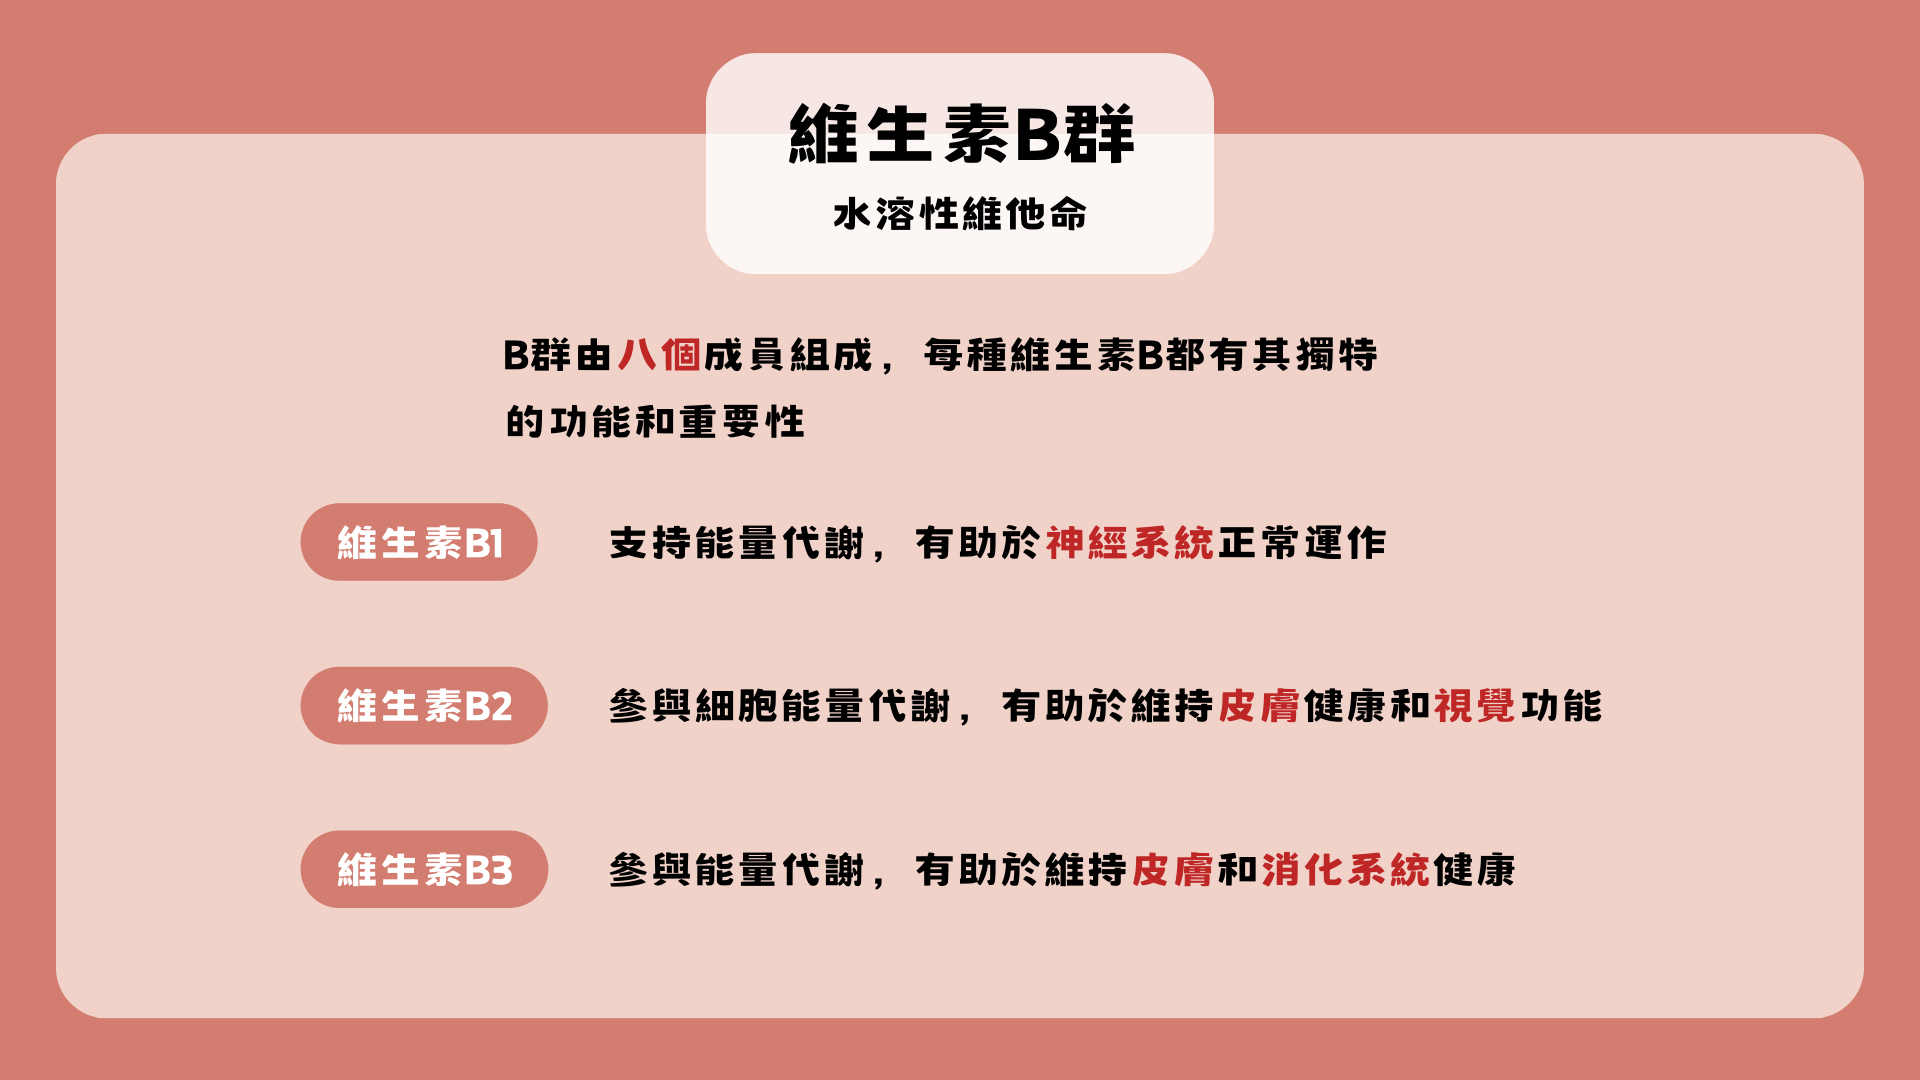 維生素B群
水溶性維他命
B群由八個成員組成，每種維生素B都有其獨特
的功能和重要性
維生素B1
支持能量代謝，有助於神經系統正常運作
維生素B2
參與細胞能量代謝，有助於維持皮膚健康和視覺功能
維生素B3
參與能量代謝，有助於維持皮膚和消化系統健康